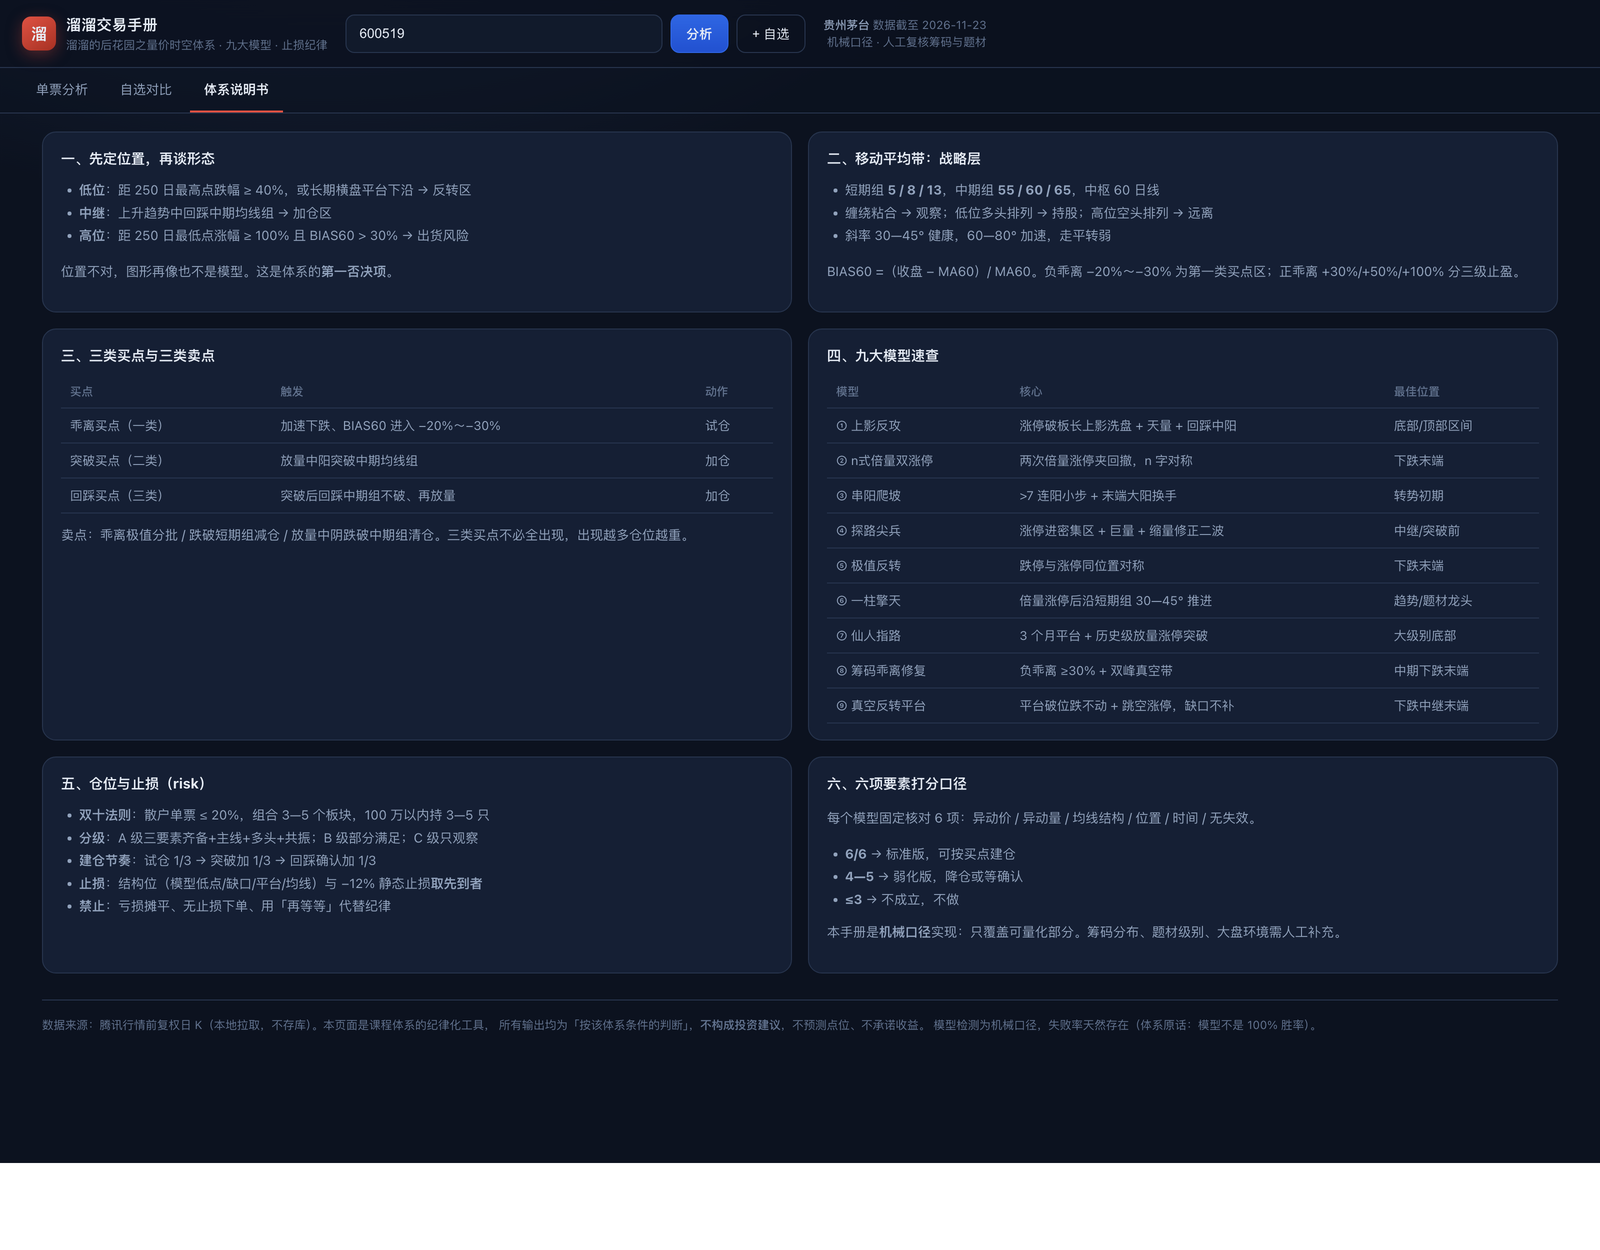 溜
溜溜交易手册
溜溜的后花园之量价时空体系 · 九大模型 · 止损纪律
600519
分析
+ 自选
贵州茅台 数据截至 2026-11-23
机械口径 · 人工复核筹码与题材
单票分析
自选对比
体系说明书
一、先定位置，再谈形态
• 低位：距 250 日最高点跌幅 ≥ 40%，或长期横盘平台下沿 → 反转区
• 中继：上升趋势中回踩中期均线组 → 加仓区
• 高位：距 250 日最低点涨幅 ≥ 100% 且 BIAS60 > 30% → 出货风险
位置不对，图形再像也不是模型。这是体系的第一否决项。
二、移动平均带：战略层
• 短期组 5 / 8 / 13，中期组 55 / 60 / 65，中枢 60 日线
• 缠绕粘合 → 观察；低位多头排列 → 持股；高位空头排列 → 远离
• 斜率 30—45° 健康，60—80° 加速，走平转弱
BIAS60 =（收盘 − MA60）/ MA60。负乖离 −20%～−30% 为第一类买点区；正乖离 +30%/+50%/+100% 分三级止盈。
三、三类买点与三类卖点
买点 触发 动作
乖离买点（一类） 加速下跌、BIAS60 进入 −20%～−30% 试仓
突破买点（二类） 放量中阳突破中期均线组 加仓
回踩买点（三类） 突破后回踩中期组不破、再放量 加仓
卖点：乖离极值分批 / 跌破短期组减仓 / 放量中阴跌破中期组清仓。三类买点不必全出现，出现越多仓位越重。
四、九大模型速查
模型 核心 最佳位置
① 上影反攻 涨停破板长上影洗盘 + 天量 + 回踩中阳 底部/顶部区间
② n式倍量双涨停 两次倍量涨停夹回撤，n 字对称 下跌末端
③ 串阳爬坡 >7 连阳小步 + 末端大阳换手 转势初期
④ 探路尖兵 涨停进密集区 + 巨量 + 缩量修正二波 中继/突破前
⑤ 极值反转 跌停与涨停同位置对称 下跌末端
⑥ 一柱擎天 倍量涨停后沿短期组 30—45° 推进 趋势/题材龙头
⑦ 仙人指路 3 个月平台 + 历史级放量涨停突破 大级别底部
⑧ 筹码乖离修复 负乖离 ≥30% + 双峰真空带 中期下跌末端
⑨ 真空反转平台 平台破位跌不动 + 跳空涨停，缺口不补 下跌中继末端
五、仓位与止损（risk）
• 双十法则：散户单票 ≤ 20%，组合 3—5 个板块，100 万以内持 3—5 只
• 分级：A 级三要素齐备+主线+多头+共振；B 级部分满足；C 级只观察
• 建仓节奏：试仓 1/3 → 突破加 1/3 → 回踩确认加 1/3
• 止损：结构位（模型低点/缺口/平台/均线）与 −12% 静态止损取先到者
• 禁止：亏损摊平、无止损下单、用「再等等」代替纪律
六、六项要素打分口径
每个模型固定核对 6 项：异动价 / 异动量 / 均线结构 / 位置 / 时间 / 无失效。
• 6/6 → 标准版，可按买点建仓
• 4—5 → 弱化版，降仓或等确认
• ≤3 → 不成立，不做
本手册是机械口径实现：只覆盖可量化部分。筹码分布、题材级别、大盘环境需人工补充。
数据来源：腾讯行情前复权日 K（本地拉取，不存库）。本页面是课程体系的纪律化工具， 所有输出均为「按该体系条件的判断」，不构成投资建议，不预测点位、不承诺收益。 模型检测为机械口径，失败率天然存在（体系原话：模型不是 100% 胜率）。